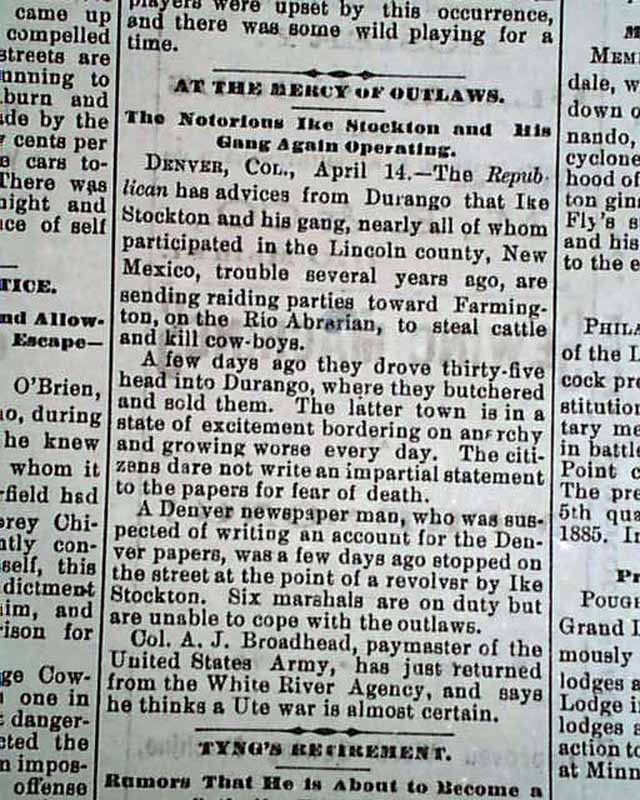 came up
compelled
streets are
unning to
burn and
de by the
cents per
cars to-
There was
night and
ce of self
TICE.
nd Allow-
Escape—
O'Brien,
o, during
he knew
whom it
rfield had
rey Chi-
tly con-
self, this
dictment
im, and
rison for
ge Cow-
one in
danger-
cted the
n impos-
offense
players were upset by this occurrence,
and there was some wild playing for a
time.
AT THE MERCY OF OUTLAWS.
The Notorious Ike Stockton and His
Gang Again Operating.
DENVER, COL., April 14.—The Repub-
lican has advices from Durango that Ike
Stockton and his gang, nearly all of whom
participated in the Lincoln county, New
Mexico, trouble several years ago, are
sending raiding parties toward Farming-
ton, on the Rio Abrarian, to steal cattle
and kill cow-boys.
A few days ago they drove thirty-five
head into Durango, where they butchered
and sold them. The latter town is in a
state of excitement bordering on anarchy
and growing worse every day. The citi-
zens dare not write an impartial statement
to the papers for fear of death.
A Denver newspaper man, who was sus-
pected of writing an account for the Den-
ver papers, was a few days ago stopped on
the street at the point of a revolver by Ike
Stockton. Six marshals are on duty but
are unable to cope with the outlaws.
Col. A. J. Broadhead, paymaster of the
United States Army, has just returned
from the White River Agency, and says
he thinks a Ute war is almost certain.
TYNG'S RETIREMENT.
Rumors That He is About to Become a
MEM
dale, w
down o
nando,
cyclone
hood of
ton gin
Fly's s
and his
to the e
PHILA
of the L
cock pre
stitution
tary me
in battle
Point c
The pre
5th qua
1885. In
Pr
POUGH
Grand L
mously
lodges a
Lodge i
lodges s
action to
at Minn